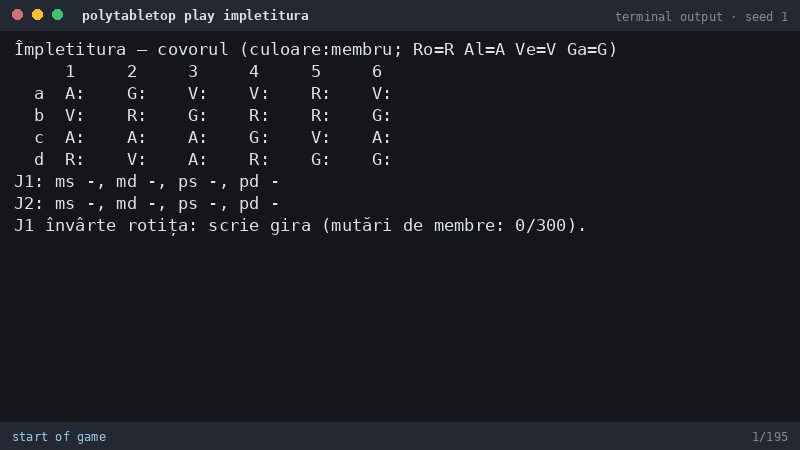 polytabletop play impletitura
terminal output · seed 1
Împletitura — covorul (culoare:membru; Ro=R Al=A Ve=V Ga=G)
1 2 3 4 5 6
a A: G: V: V: R: V:
b V: R: G: R: R: G:
c A: A: A: G: V: A:
d R: V: A: R: G: G:
J1: ms -, md -, ps -, pd -
J2: ms -, md -, ps -, pd -
J1 învârte rotița: scrie gira (mutări de membre: 0/300).
start of game
1/195